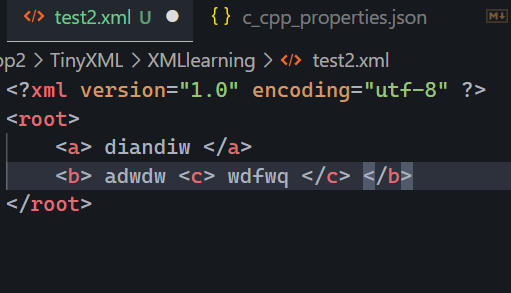 test2.xml U c_cpp_properties.json
op2 > TinyXML > XMLlearning > test2.xml
<?xml version="1.0" encoding="utf-8" ?>
<root>
    <a> diandiw </a>
    <b> adwdw <c> wdfwq </c> </b>
</root>